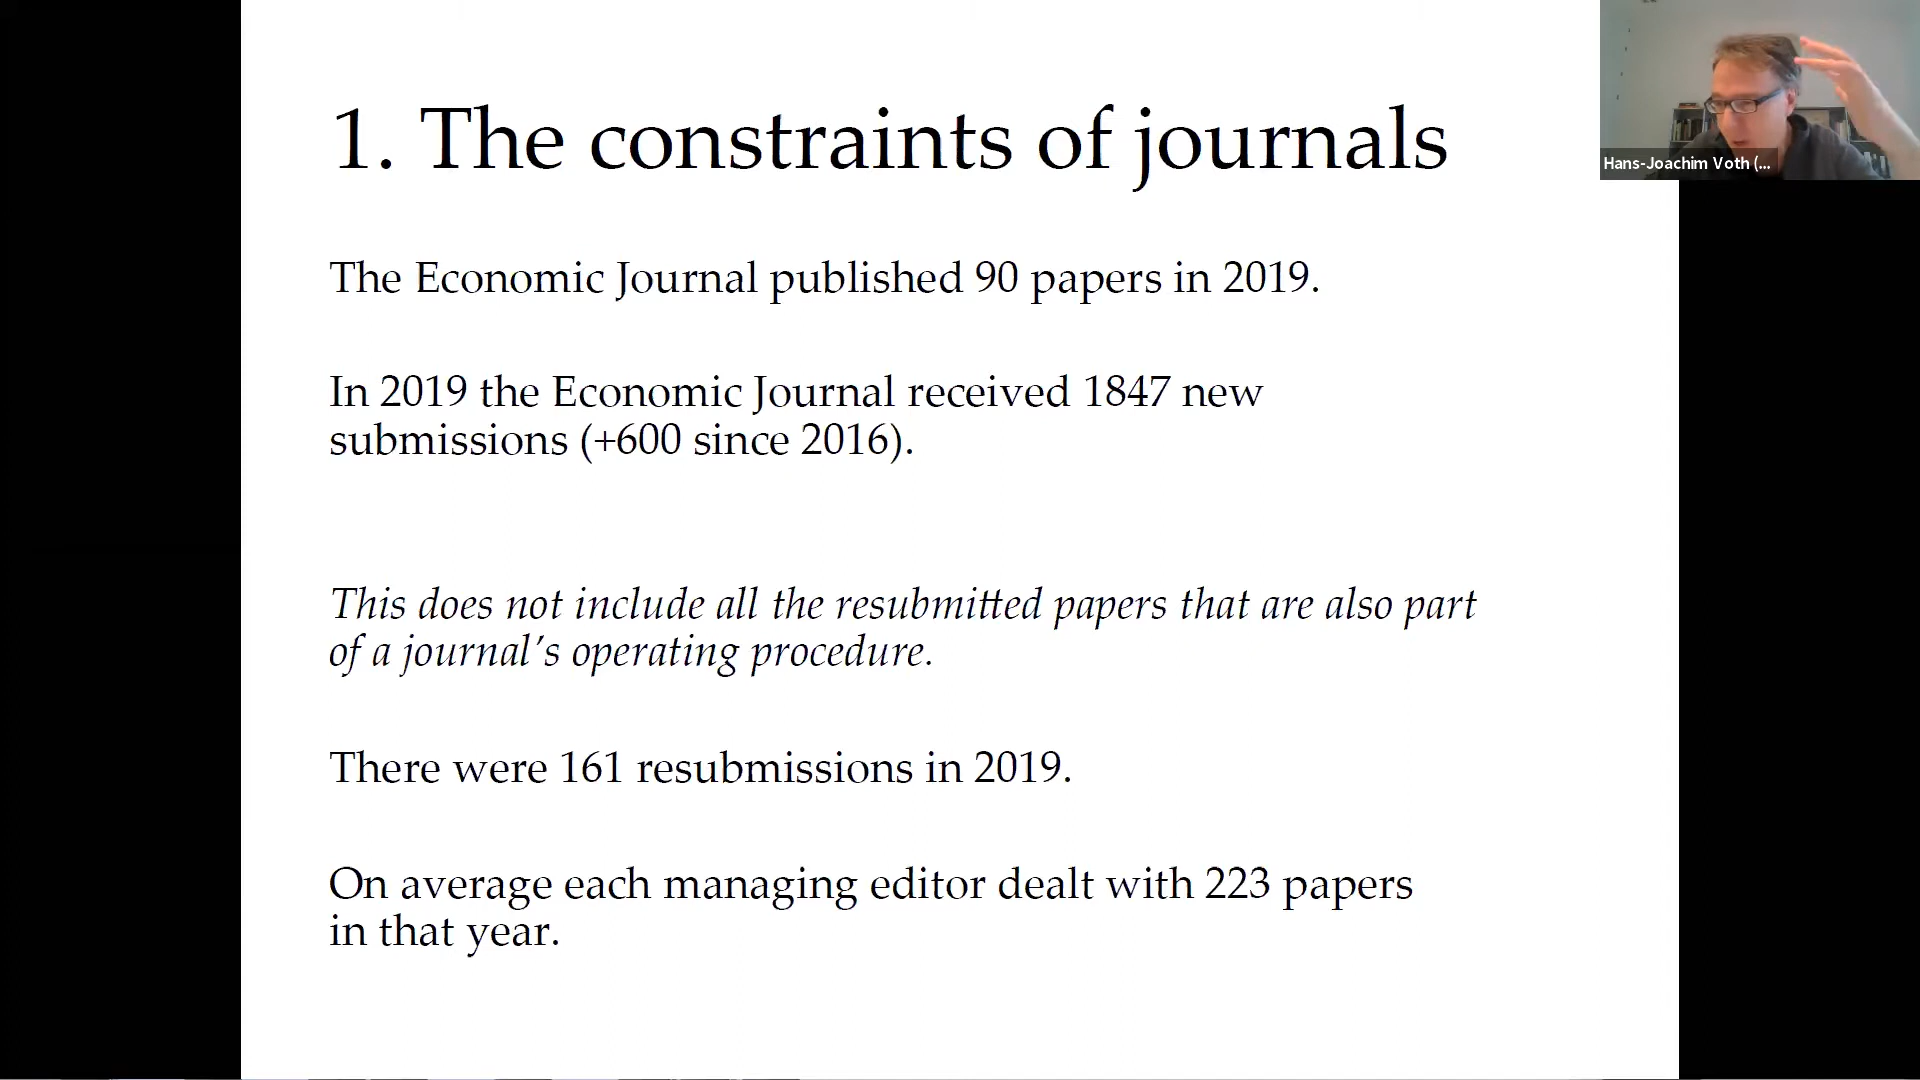 1. The constraints of journals
Hans-Joachim Voth (...
The Economic Journal published 90 papers in 2019.
In 2019 the Economic Journal received 1847 new
submissions (+600 since 2016).
This does not include all the resubmitted papers that are also part
of a journal’s operating procedure.
There were 161 resubmissions in 2019.
On average each managing editor dealt with 223 papers
in that year.